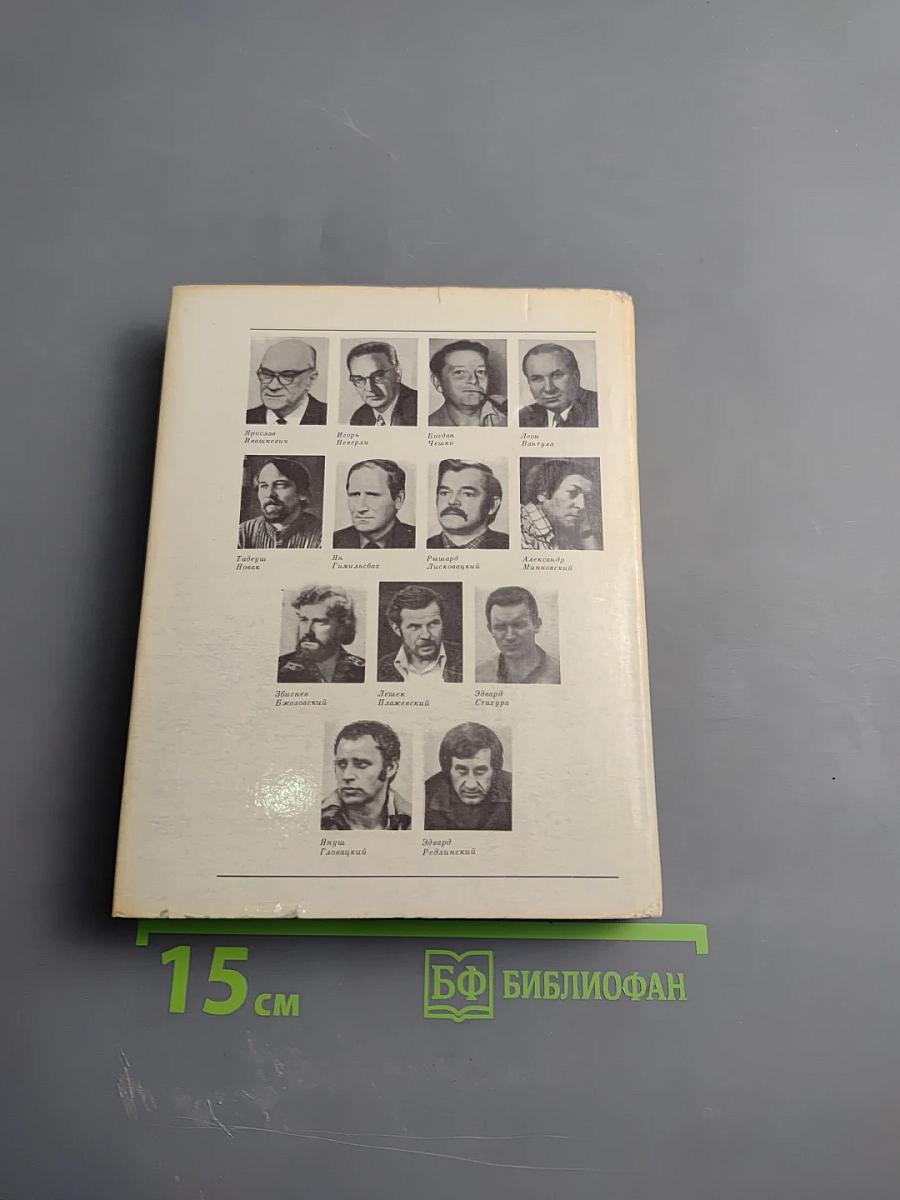 Ярослав
Ивашкевич
Игорь
Неверли
Богдан
Чешко
Леон
Вантула
Тадеуш
Новак
Ян
Гимильсбах
Рышард
Лисковацкий
Александр
Минковский
Збигнев
Бжозовский
Лешек
Плажевский
Эдвард
Стахура
Януш
Гловацкий
Эдвард
Редлинский
15 см
БФ БИБЛИОФАН